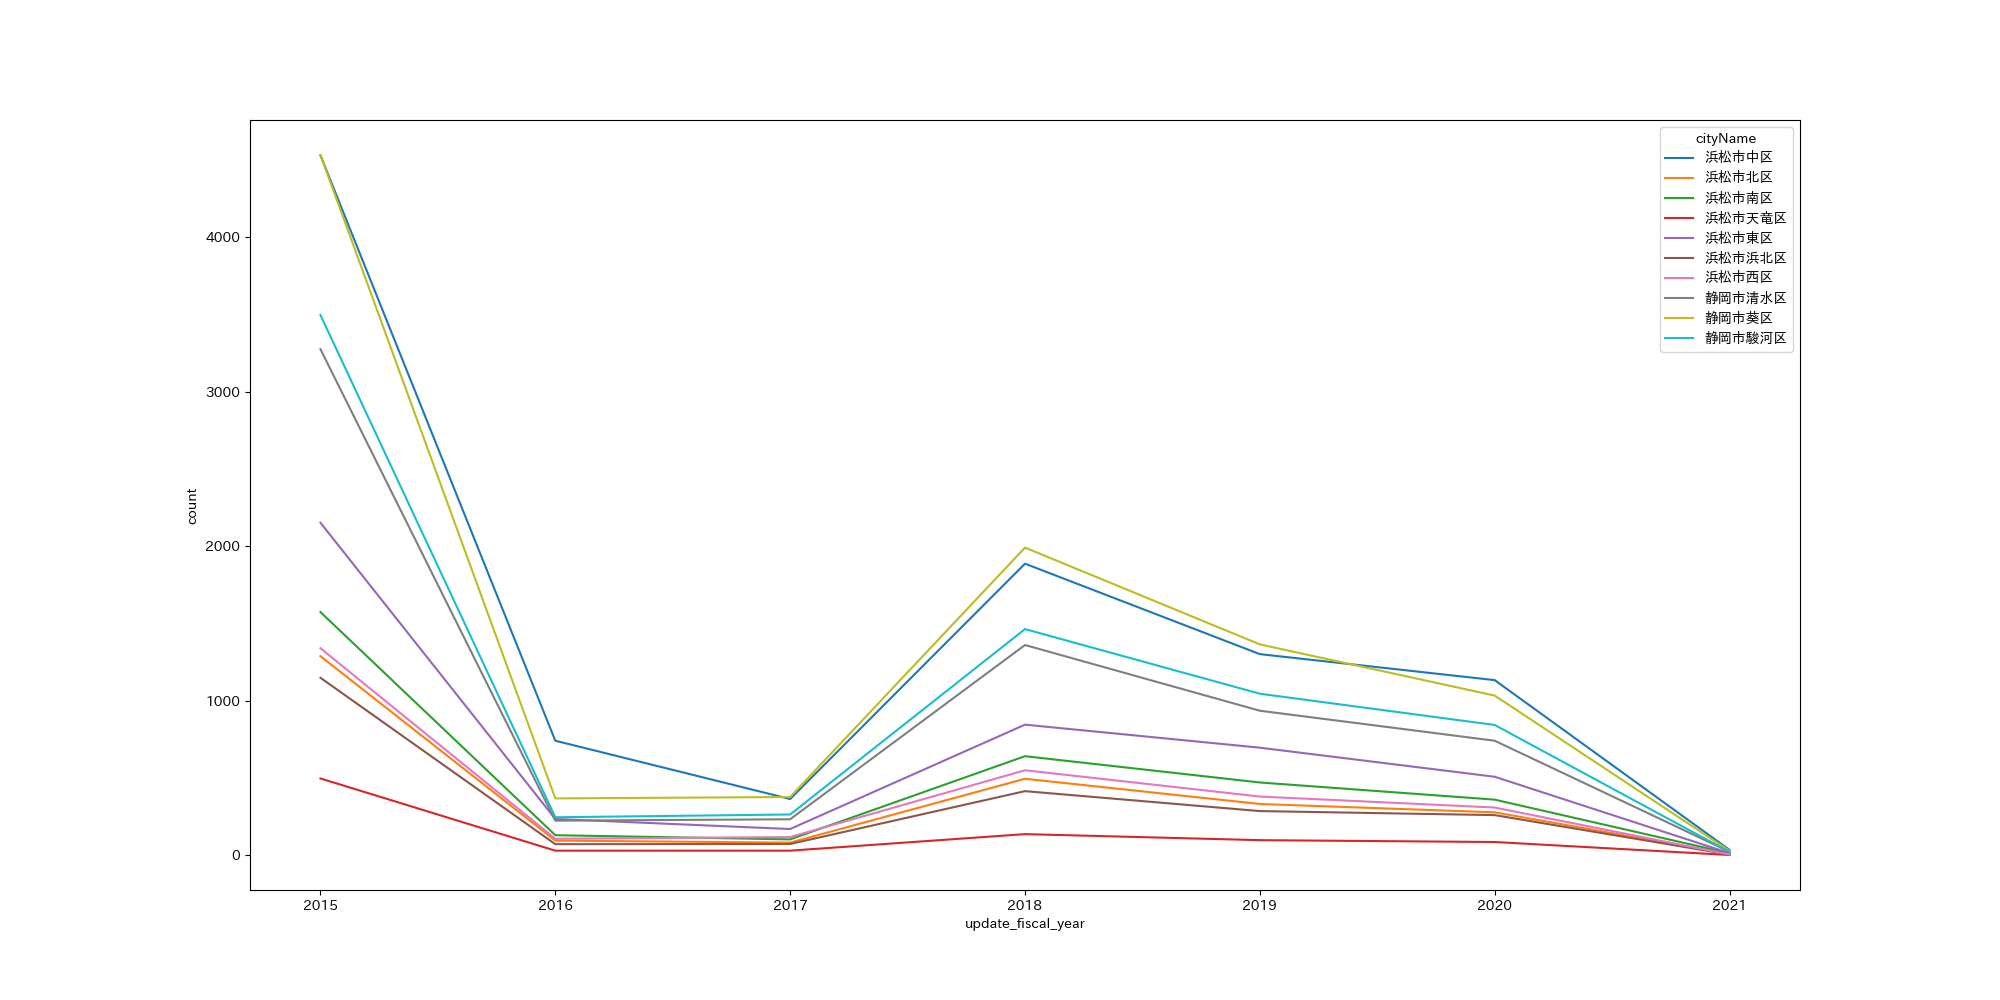 cityName
浜松市中区
浜松市北区
浜松市南区
浜松市天竜区
浜松市東区
浜松市浜北区
浜松市西区
静岡市清水区
静岡市葵区
静岡市駿河区
4000
3000
2000
1000
0
count
2015 2016 2017 2018 2019 2020 2021
update_fiscal_year